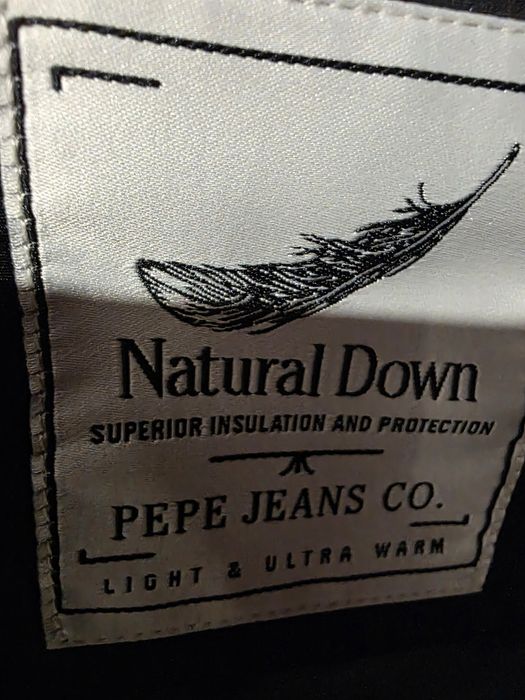 Natural Down
SUPERIOR INSULATION AND PROTECTION
PEPE JEANS CO.
LIGHT & ULTRA WARM